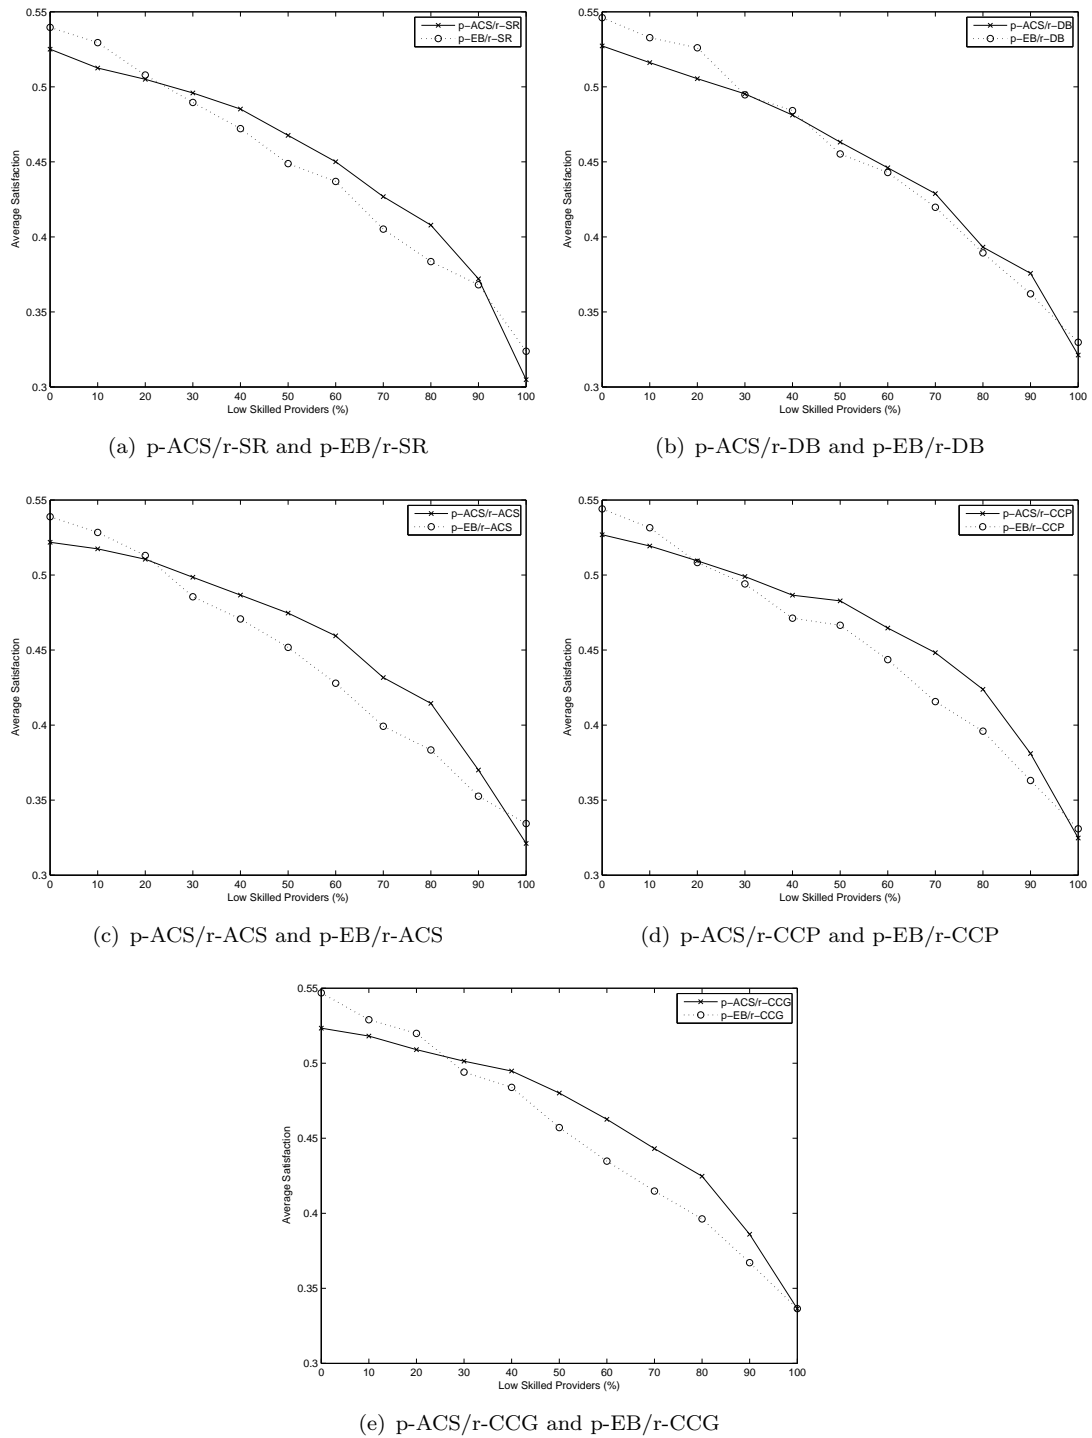 0.55
p-ACS/r-SR
p-EB/r-SR
0.5
0.45
Average Satisfaction
0.4
0.35
0.3
0 10 20 30 40 50 60 70 80 90 100
Low Skilled Providers (%)
(a) p-ACS/r-SR and p-EB/r-SR
0.55
p-ACS/r-DB
p-EB/r-DB
0.5
0.45
Average Satisfaction
0.4
0.35
0.3
0 10 20 30 40 50 60 70 80 90 100
Low Skilled Providers (%)
(b) p-ACS/r-DB and p-EB/r-DB
0.55
p-ACS/r-ACS
p-EB/r-ACS
0.5
0.45
Average Satisfaction
0.4
0.35
0.3
0 10 20 30 40 50 60 70 80 90 100
Low Skilled Providers (%)
(c) p-ACS/r-ACS and p-EB/r-ACS
0.55
p-ACS/r-CCP
p-EB/r-CCP
0.5
0.45
Average Satisfaction
0.4
0.35
0.3
0 10 20 30 40 50 60 70 80 90 100
Low Skilled Providers (%)
(d) p-ACS/r-CCP and p-EB/r-CCP
0.55
p-ACS/r-CCG
p-EB/r-CCG
0.5
0.45
Average Satisfaction
0.4
0.35
0.3
0 10 20 30 40 50 60 70 80 90 100
Low Skilled Providers (%)
(e) p-ACS/r-CCG and p-EB/r-CCG